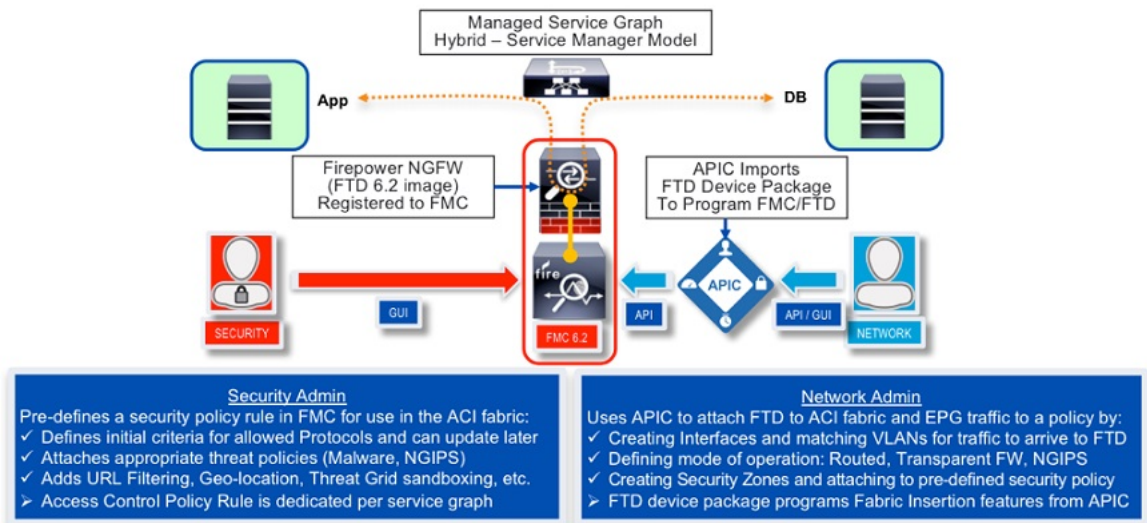 Managed Service Graph
Hybrid – Service Manager Model
App
DB
Firepower NGFW
(FTD 6.2 image)
Registered to FMC
APIC Imports
FTD Device Package
To Program FMC/FTD
fire
APIC
GUI
API
API / GUI
SECURITY
FMC 6.2
NETWORK
Security Admin
Pre-defines a security policy rule in FMC for use in the ACI fabric:
✓ Defines initial criteria for allowed Protocols and can update later
✓ Attaches appropriate threat policies (Malware, NGIPS)
✓ Adds URL Filtering, Geo-location, Threat Grid sandboxing, etc.
➢ Access Control Policy Rule is dedicated per service graph
Network Admin
Uses APIC to attach FTD to ACI fabric and EPG traffic to a policy by:
✓ Creating Interfaces and matching VLANs for traffic to arrive to FTD
✓ Defining mode of operation: Routed, Transparent FW, NGIPS
✓ Creating Security Zones and attaching to pre-defined security policy
➢ FTD device package programs Fabric Insertion features from APIC